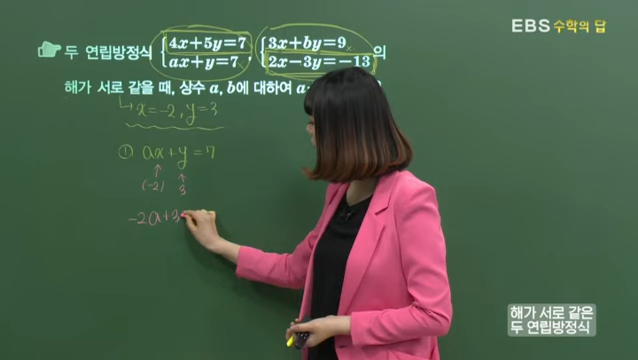 EBS 수학의 답
두 연립방정식 {4x+5y=7, ax+y=7 , {3x+by=9, 2x-3y=-13 의
해가 서로 같을 때, 상수 a, b에 대하여 a
x=-2, y=3
① ax+y=7
(-2) 3
-2a+3
해가 서로 같은
두 연립방정식